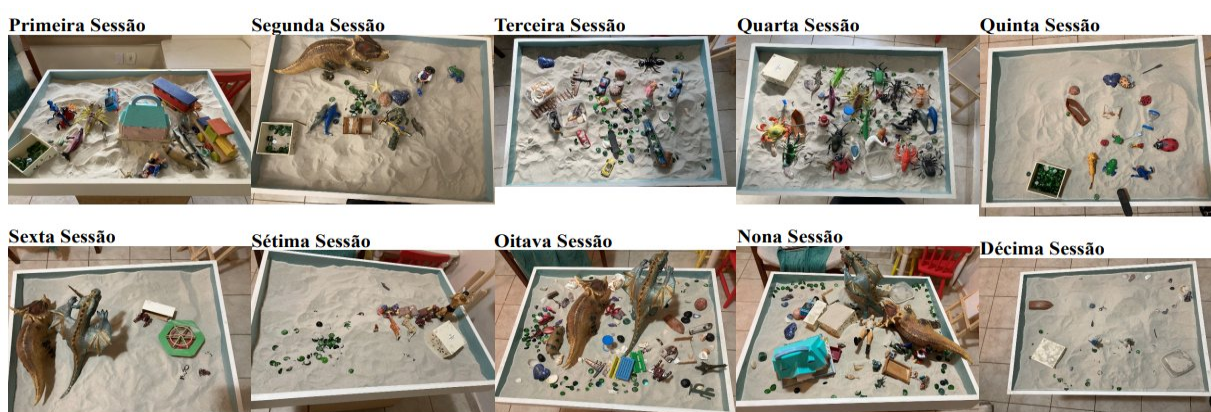 Primeira Sessão
Segunda Sessão
Terceira Sessão
Quarta Sessão
Quinta Sessão
Sexta Sessão
Sétima Sessão
Oitava Sessão
Nona Sessão
Décima Sessão